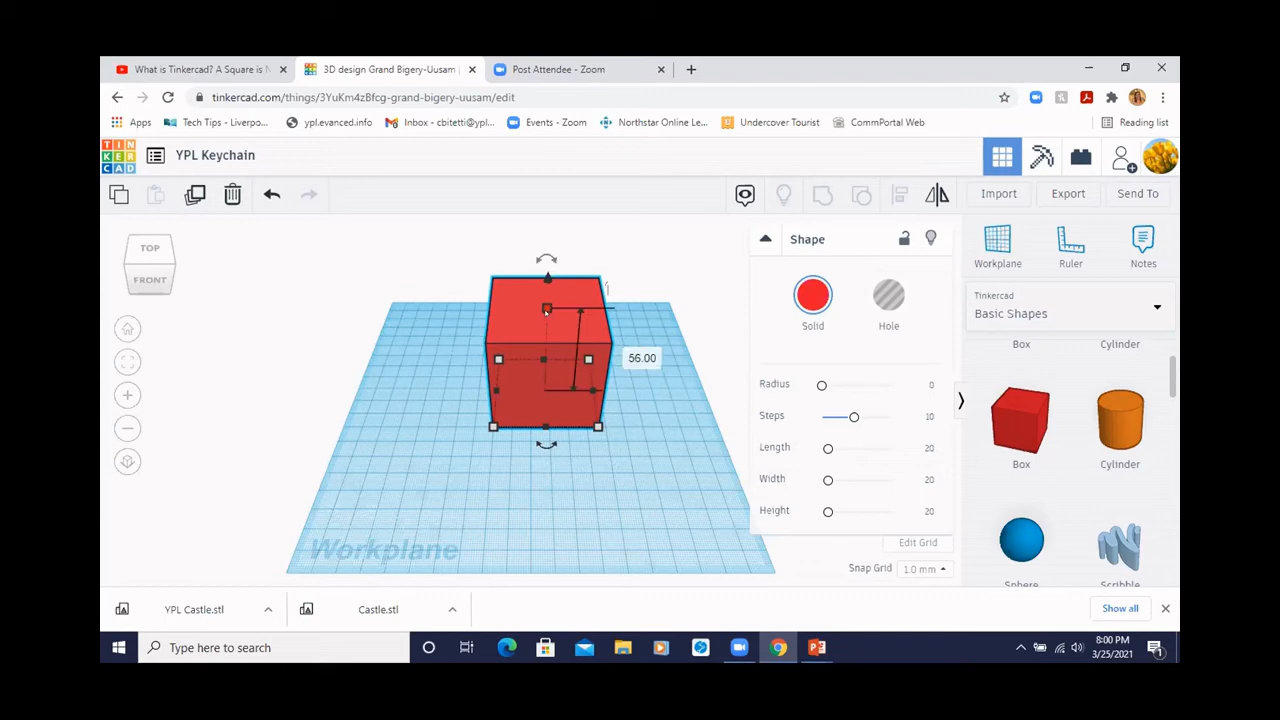 What is Tinkercad? A Square is N
3D design Grand Bigery-Uusam
Post Attendee - Zoom
tinkercad.com/things/3YuKm4zBfcg-grand-bigery-uusam/edit
Apps
Tech Tips - Liverpo...
ypl.evanced.info
Inbox - cbitetti@ypl...
Events - Zoom
Northstar Online Le...
Undercover Tourist
CommPortal Web
Reading list
TIN
KER
CAD
YPL Keychain
Import
Export
Send To
TOP
FRONT
Shape
Solid
Hole
56.00
Radius 0
Steps 10
Length 20
Width 20
Height 20
Edit Grid
Snap Grid 1.0 mm
Workplane
Workplane
Ruler
Notes
Tinkercad
Basic Shapes
Box
Cylinder
Box
Cylinder
Sphere
Scribble
YPL Castle.stl
Castle.stl
Show all
Type here to search
8:00 PM
3/25/2021
1